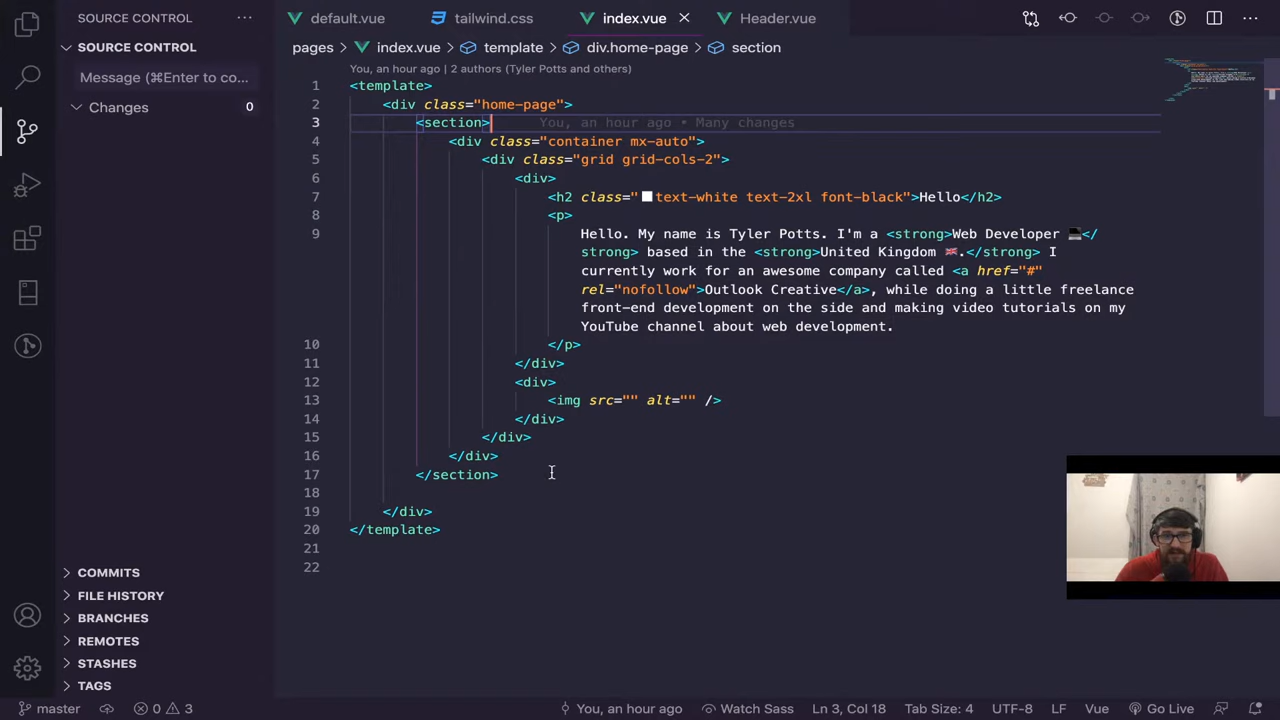 SOURCE CONTROL ···
default.vue tailwind.css index.vue × Header.vue ···
SOURCE CONTROL
pages > index.vue > template > div.home-page > section
Message (⌘Enter to co...
You, an hour ago | 2 authors (Tyler Potts and others)
Changes 0
1 <template>
2 <div class="home-page">
3 <section> You, an hour ago • Many changes
4 <div class="container mx-auto">
5 <div class="grid grid-cols-2">
6 <div>
7 <h2 class="text-white text-2xl font-black">Hello</h2>
8 <p>
9 Hello. My name is Tyler Potts. I'm a <strong>Web Developer 💻</
strong> based in the <strong>United Kingdom 🇬🇧.</strong> I
currently work for an awesome company called <a href="#"
rel="nofollow">Outlook Creative</a>, while doing a little freelance
front-end development on the side and making video tutorials on my
YouTube channel about web development.
10 </p>
11 </div>
12 <div>
13 <img src="" alt="" />
14 </div>
15 </div>
16 </div>
17 </section>
18
19 </div>
20 </template>
21
22
COMMITS
FILE HISTORY
BRANCHES
REMOTES
STASHES
TAGS
master 0 3 You, an hour ago Watch Sass Ln 3, Col 18 Tab Size: 4 UTF-8 LF Vue Go Live